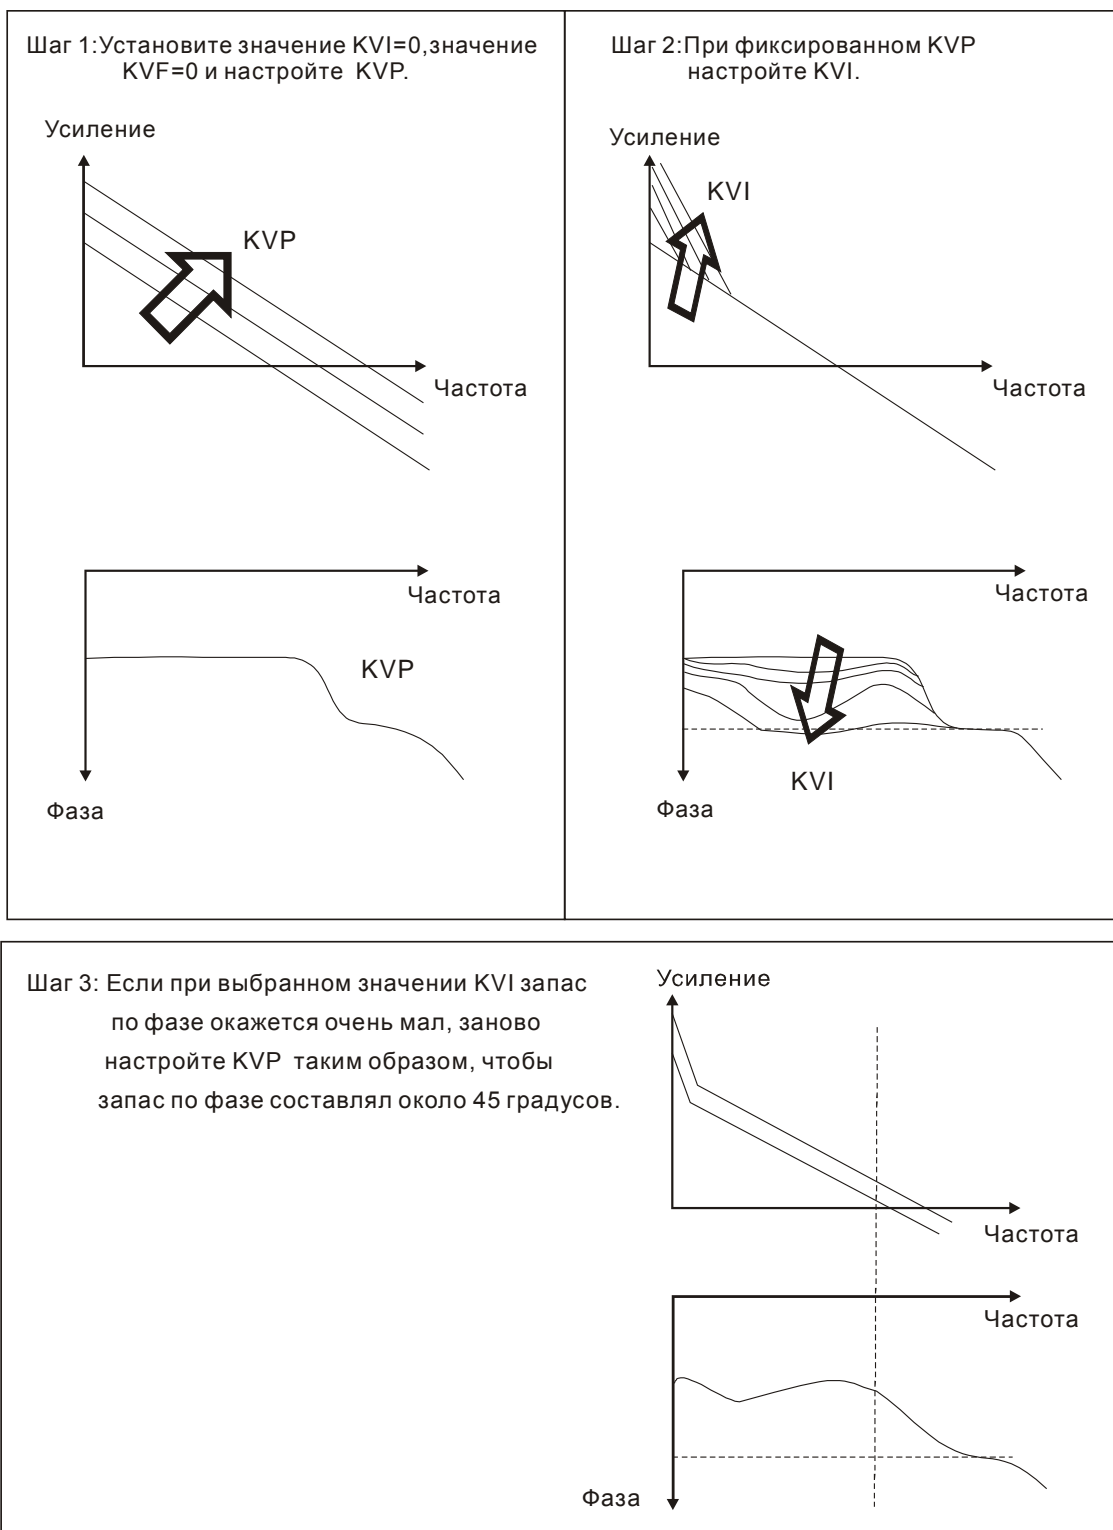 Шаг 1:Установите значение KVI=0,значение
KVF=0 и настройте KVP.
Усиление
KVP
Частота
Частота
KVP
Фаза
Шаг 2:При фиксированном KVP
настройте KVI.
Усиление
KVI
Частота
Частота
KVI
Фаза
Шаг 3: Если при выбранном значении KVI запас
по фазе окажется очень мал, заново
настройте KVP таким образом, чтобы
запас по фазе составлял около 45 градусов.
Усиление
Частота
Частота
Фаза